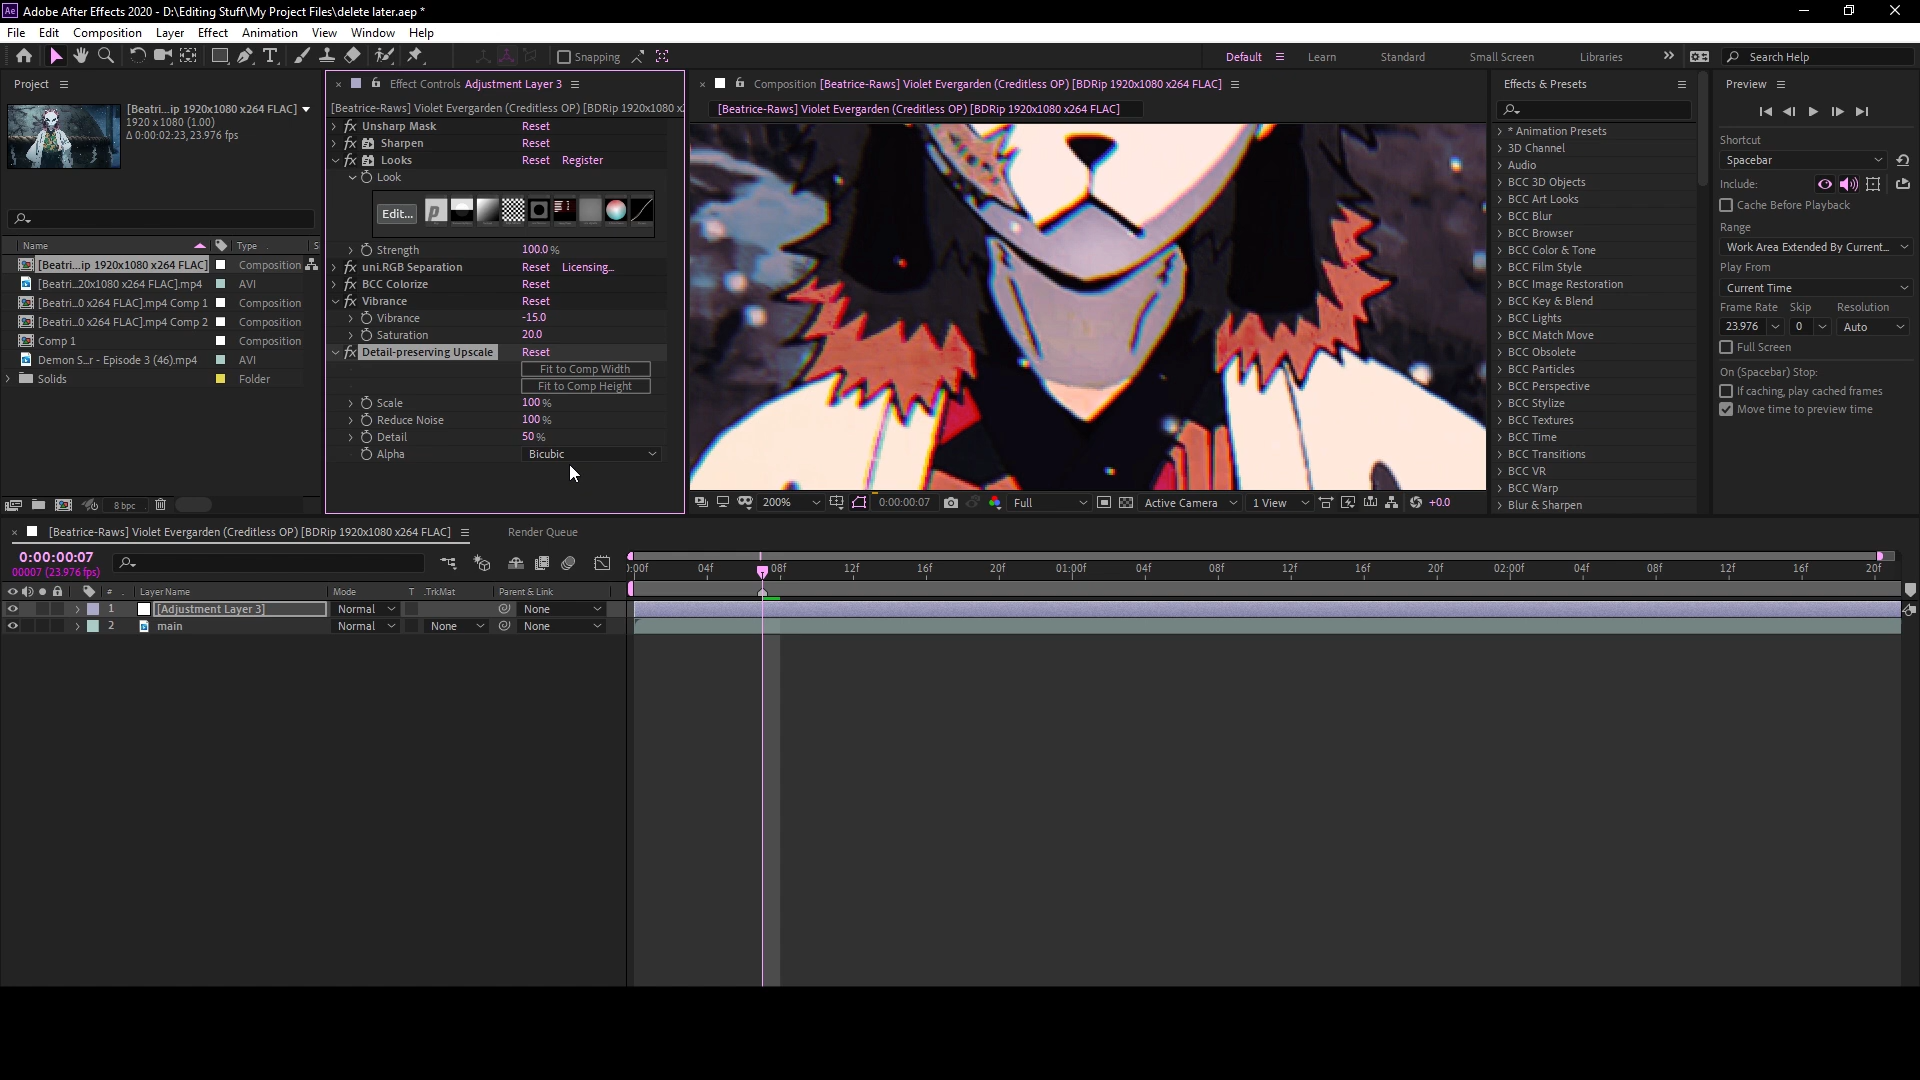 Adobe After Effects 2020 - D:\Editing Stuff\My Project Files\delete later.aep *
File Edit Composition Layer Effect Animation View Window Help
Snapping
Default Learn Standard Small Screen Libraries Search Help
Project
[Beatri...ip 1920x1080 x264 FLAC]
1920 x 1080 (1.00)
Δ 0:00:02:23, 23.976 fps
Name Type S
[Beatri...ip 1920x1080 x264 FLAC] Composition
[Beatri...20x1080 x264 FLAC].mp4 AVI
[Beatri...0 x264 FLAC].mp4 Comp 1 Composition
[Beatri...0 x264 FLAC].mp4 Comp 2 Composition
Comp 1 Composition
Demon S...r - Episode 3 (46).mp4 AVI
Solids Folder
8 bpc
Effect Controls Adjustment Layer 3
[Beatrice-Raws] Violet Evergarden (Creditless OP) [BDRip 1920x1080 x2
fx Unsharp Mask Reset
fx Sharpen Reset
fx Looks Reset Register
Look
Edit...
Strength 100.0 %
fx uni.RGB Separation Reset Licensing...
fx BCC Colorize Reset
fx Vibrance Reset
Vibrance -15.0
Saturation 20.0
fx Detail-preserving Upscale Reset
Fit to Comp Width
Fit to Comp Height
Scale 100 %
Reduce Noise 100 %
Detail 50 %
Alpha Bicubic
Composition [Beatrice-Raws] Violet Evergarden (Creditless OP) [BDRip 1920x1080 x264 FLAC]
[Beatrice-Raws] Violet Evergarden (Creditless OP) [BDRip 1920x1080 x264 FLAC]
200% 0:00:00:07 Full Active Camera 1 View +0.0
Effects & Presets
* Animation Presets
3D Channel
Audio
BCC 3D Objects
BCC Art Looks
BCC Blur
BCC Browser
BCC Color & Tone
BCC Film Style
BCC Image Restoration
BCC Key & Blend
BCC Lights
BCC Match Move
BCC Obsolete
BCC Particles
BCC Perspective
BCC Stylize
BCC Textures
BCC Time
BCC Transitions
BCC VR
BCC Warp
Blur & Sharpen
Preview
Shortcut
Spacebar
Include:
Cache Before Playback
Range
Work Area Extended By Current...
Play From
Current Time
Frame Rate Skip Resolution
23.976 0 Auto
Full Screen
On (Spacebar) Stop:
If caching, play cached frames
Move time to preview time
[Beatrice-Raws] Violet Evergarden (Creditless OP) [BDRip 1920x1080 x264 FLAC] Render Queue
0:00:00:07
00007 (23.976 fps)
):00f 04f 08f 12f 16f 20f 01:00f 04f 08f 12f 16f 20f 02:00f 04f 08f 12f 16f 20f
# Layer Name Mode T .TrkMat Parent & Link
1 [Adjustment Layer 3] Normal None
2 main Normal None None